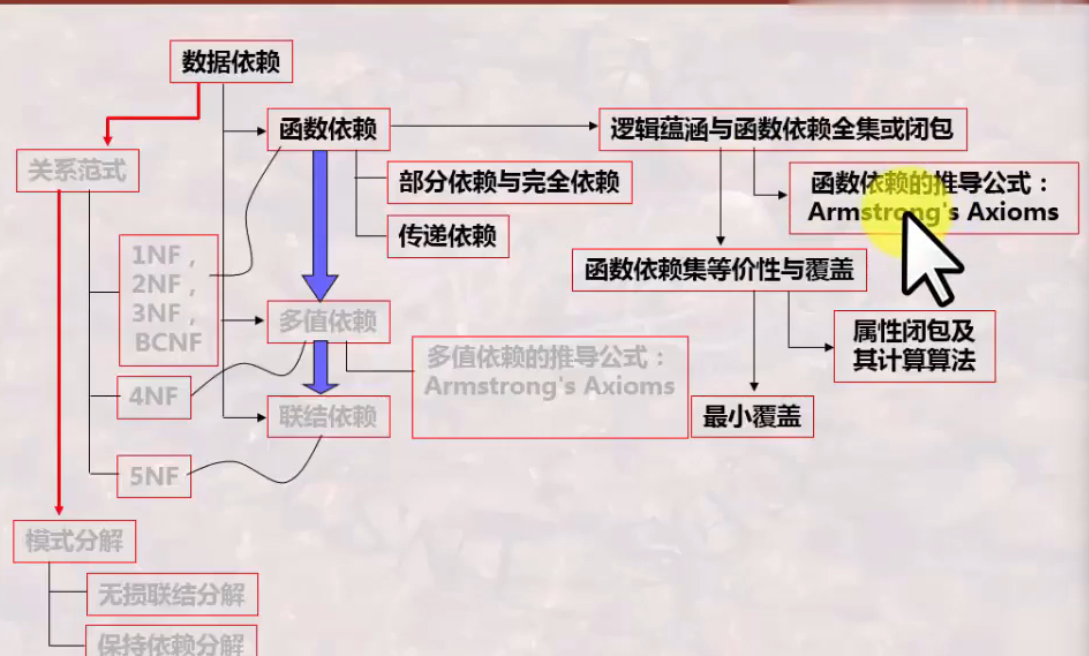 数据依赖
函数依赖
逻辑蕴涵与函数依赖全集或闭包
关系范式
部分依赖与完全依赖
函数依赖的推导公式：
Armstrong's Axioms
传递依赖
1NF，
2NF，
3NF，
BCNF
函数依赖集等价性与覆盖
多值依赖
属性闭包及
其计算算法
多值依赖的推导公式：
Armstrong's Axioms
4NF
联结依赖
最小覆盖
5NF
模式分解
无损联结分解
保持依赖分解